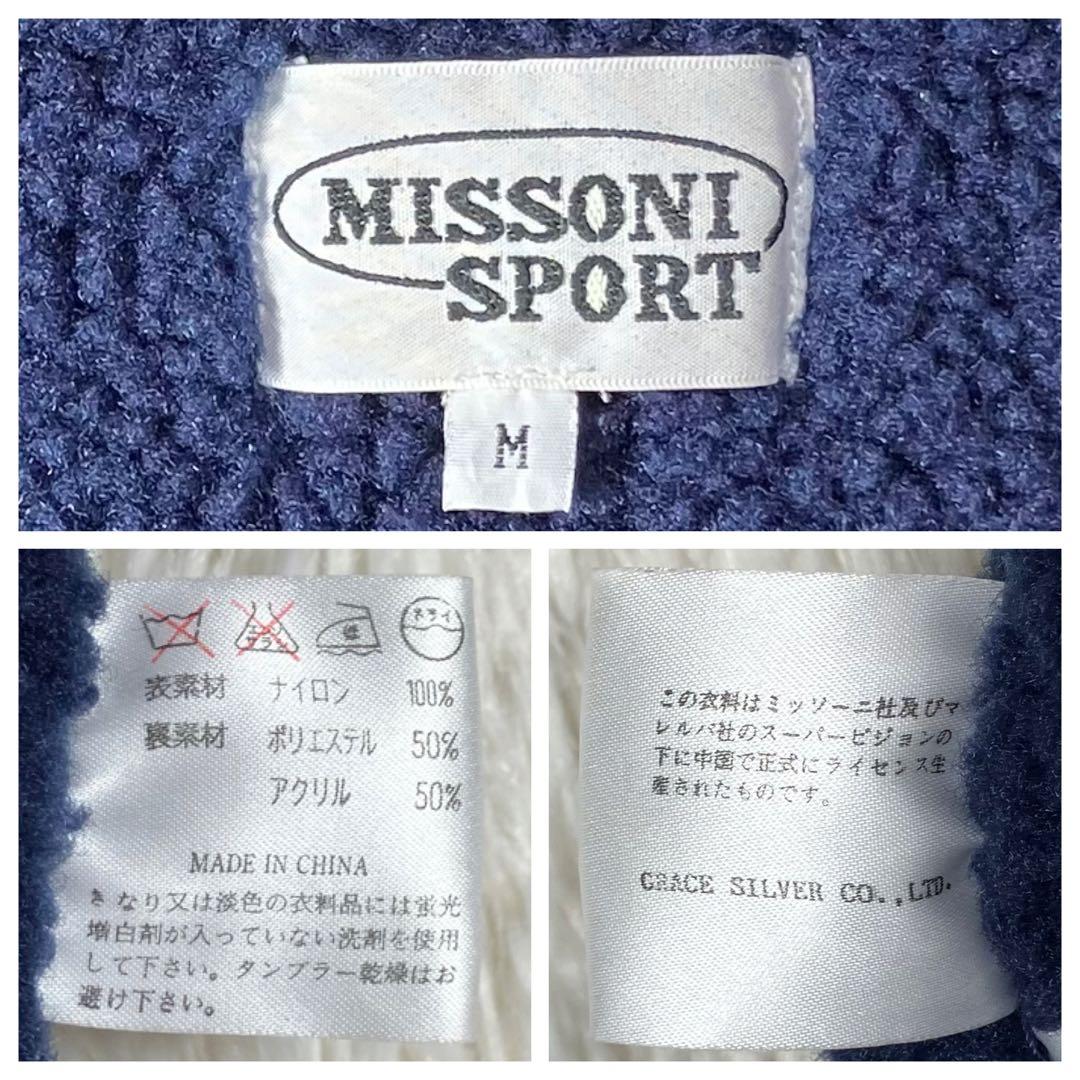 MISSONI
SPORT
M
エンソ
サラシ
低
ドライ
表素材 ナイロン 100%
裏素材 ポリエステル 50%
アクリル 50%
MADE IN CHINA
きなり又は淡色の衣料品には蛍光
増白剤が入っていない洗剤を使用
して下さい。タンブラー乾燥はお
避け下さい。
この衣料はミッソーニ社及びマ
レルバ社のスーパービジョンの
下に中国で正式にライセンス生
産されたものです。
GRACE SILVER CO.,LTD.